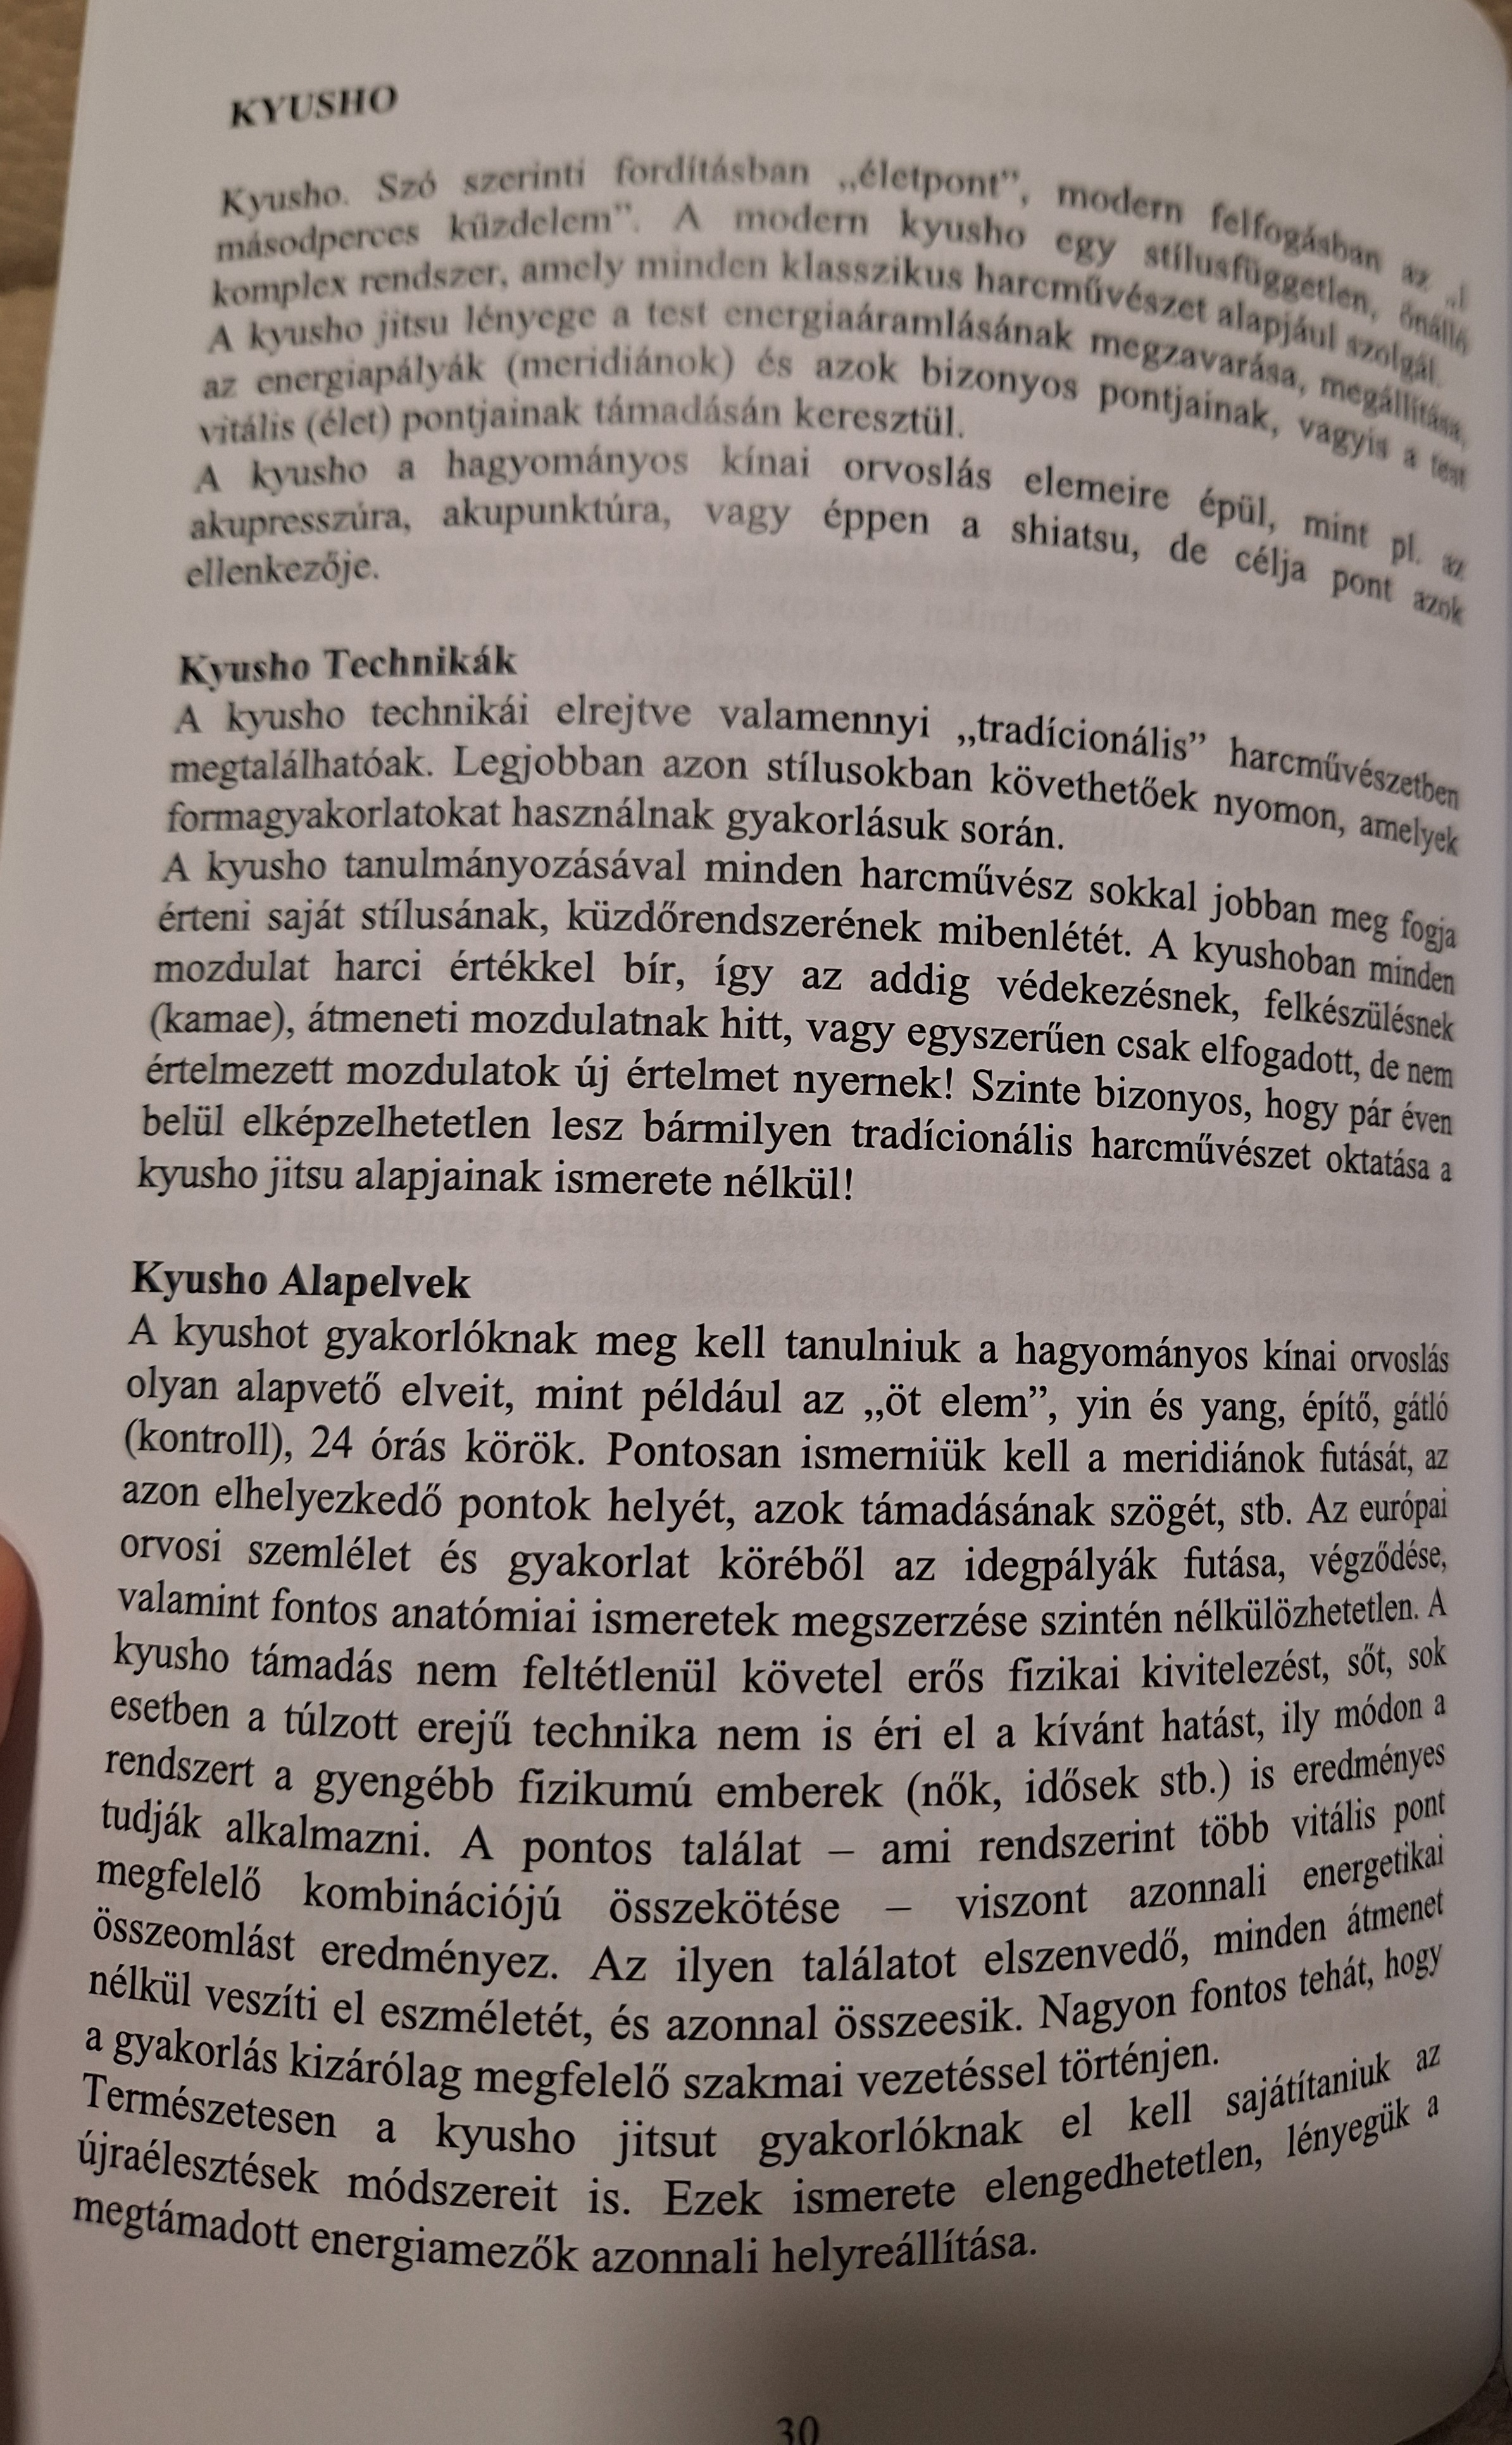 KYUSHO
Kyusho. Szó szerinti fordításban „életpont”, modern felfogásban az
másodperces küzdelem”. A modern kyusho egy stílusfüggetlen, önálló
komplex rendszer, amely minden klasszikus harcművészet alapjául szolgál.
A kyusho jitsu lényege a test energiaáramlásának megzavarása, megállítása,
az energiapályák (meridiánok) és azok bizonyos pontjainak, vagyis a test
vitális (élet) pontjainak támadásán keresztül.
A kyusho a hagyományos kínai orvoslás elemeire épül, mint pl. az
akupresszúra, akupunktúra, vagy éppen a shiatsu, de célja pont azok
ellenkezője.
Kyusho Technikák
A kyusho technikái elrejtve valamennyi „tradícionális” harcművészetben
megtalálhatóak. Legjobban azon stílusokban követhetőek nyomon, amelyek
formagyakorlatokat használnak gyakorlásuk során.
A kyusho tanulmányozásával minden harcművész sokkal jobban meg fogja
érteni saját stílusának, küzdőrendszerének mibenlétét. A kyushoban minden
mozdulat harci értékkel bír, így az addig védekezésnek, felkészülésnek
(kamae), átmeneti mozdulatnak hitt, vagy egyszerűen csak elfogadott, de nem
értelmezett mozdulatok új értelmet nyernek! Szinte bizonyos, hogy pár éven
belül elképzelhetetlen lesz bármilyen tradícionális harcművészet oktatása a
kyusho jitsu alapjainak ismerete nélkül!
Kyusho Alapelvek
A kyushot gyakorlóknak meg kell tanulniuk a hagyományos kínai orvoslás
olyan alapvető elveit, mint például az „öt elem”, yin és yang, építő, gátló
(kontroll), 24 órás körök. Pontosan ismerniük kell a meridiánok futását, az
azon elhelyezkedő pontok helyét, azok támadásának szögét, stb. Az európai
orvosi szemlélet és gyakorlat köréből az idegpályák futása, végződése,
valamint fontos anatómiai ismeretek megszerzése szintén nélkülözhetetlen. A
kyusho támadás nem feltétlenül követel erős fizikai kivitelezést, sőt, sok
esetben a túlzott erejű technika nem is éri el a kívánt hatást, ily módon a
rendszert a gyengébb fizikumú emberek (nők, idősek stb.) is eredményes
tudják alkalmazni. A pontos találat – ami rendszerint több vitális pont
megfelelő kombinációjú összekötése – viszont azonnali energetikai
összeomlást eredményez. Az ilyen találatot elszenvedő, minden átmenet
nélkül veszíti el eszméletét, és azonnal összeesik. Nagyon fontos tehát, hogy
a gyakorlás kizárólag megfelelő szakmai vezetéssel történjen.
Természetesen a kyusho jitsut gyakorlóknak el kell sajátítaniuk az
újraélesztések módszereit is. Ezek ismerete elengedhetetlen, lényegük a
megtámadott energiamezők azonnali helyreállítása.
30